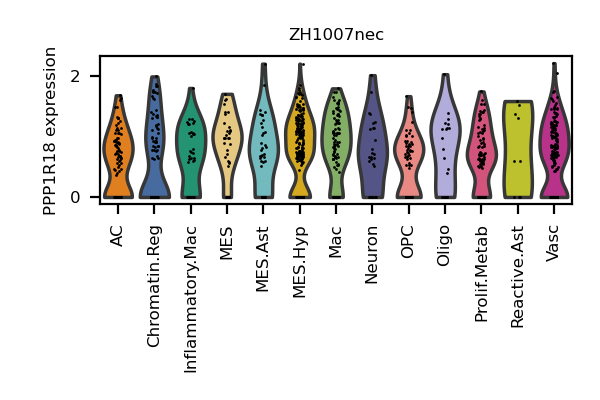 ZH1007nec
PPP1R18 expression
2
0
AC
Chromatin.Reg
Inflammatory.Mac
MES
MES.Ast
MES.Hyp
Mac
Neuron
OPC
Oligo
Prolif.Metab
Reactive.Ast
Vasc